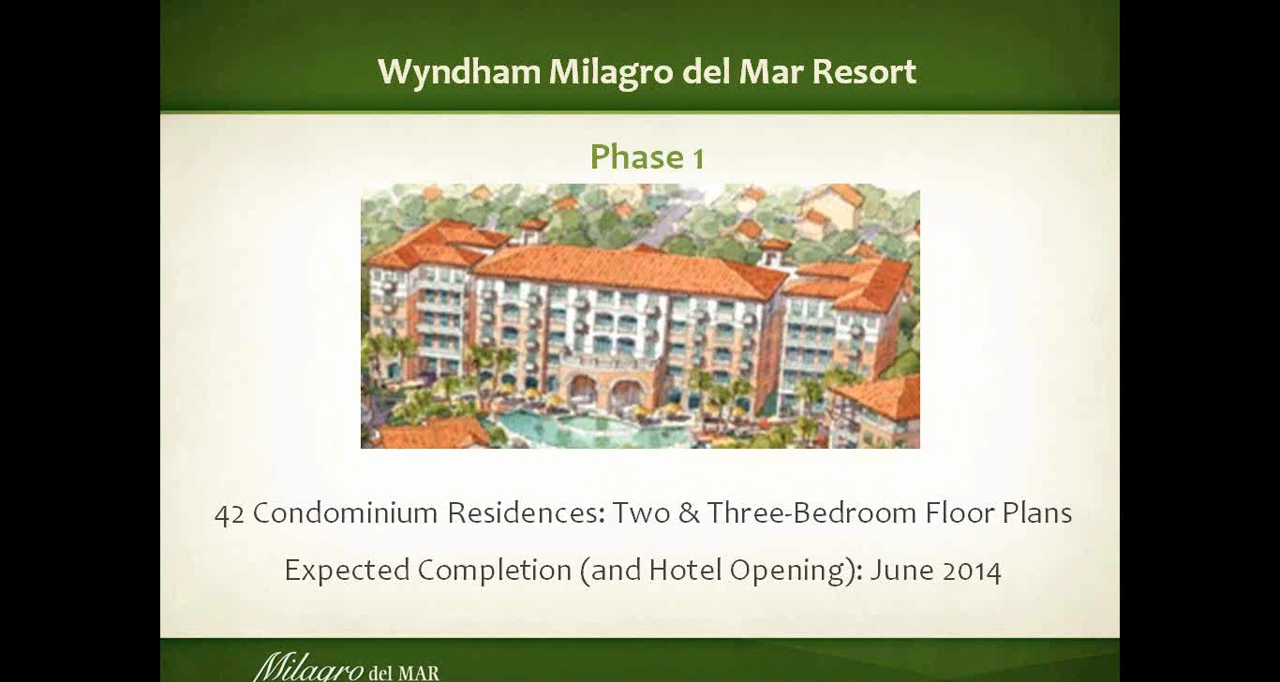 Wyndham Milagro del Mar Resort
Phase 1
42 Condominium Residences: Two & Three-Bedroom Floor Plans
Expected Completion (and Hotel Opening): June 2014
Milagro del MAR